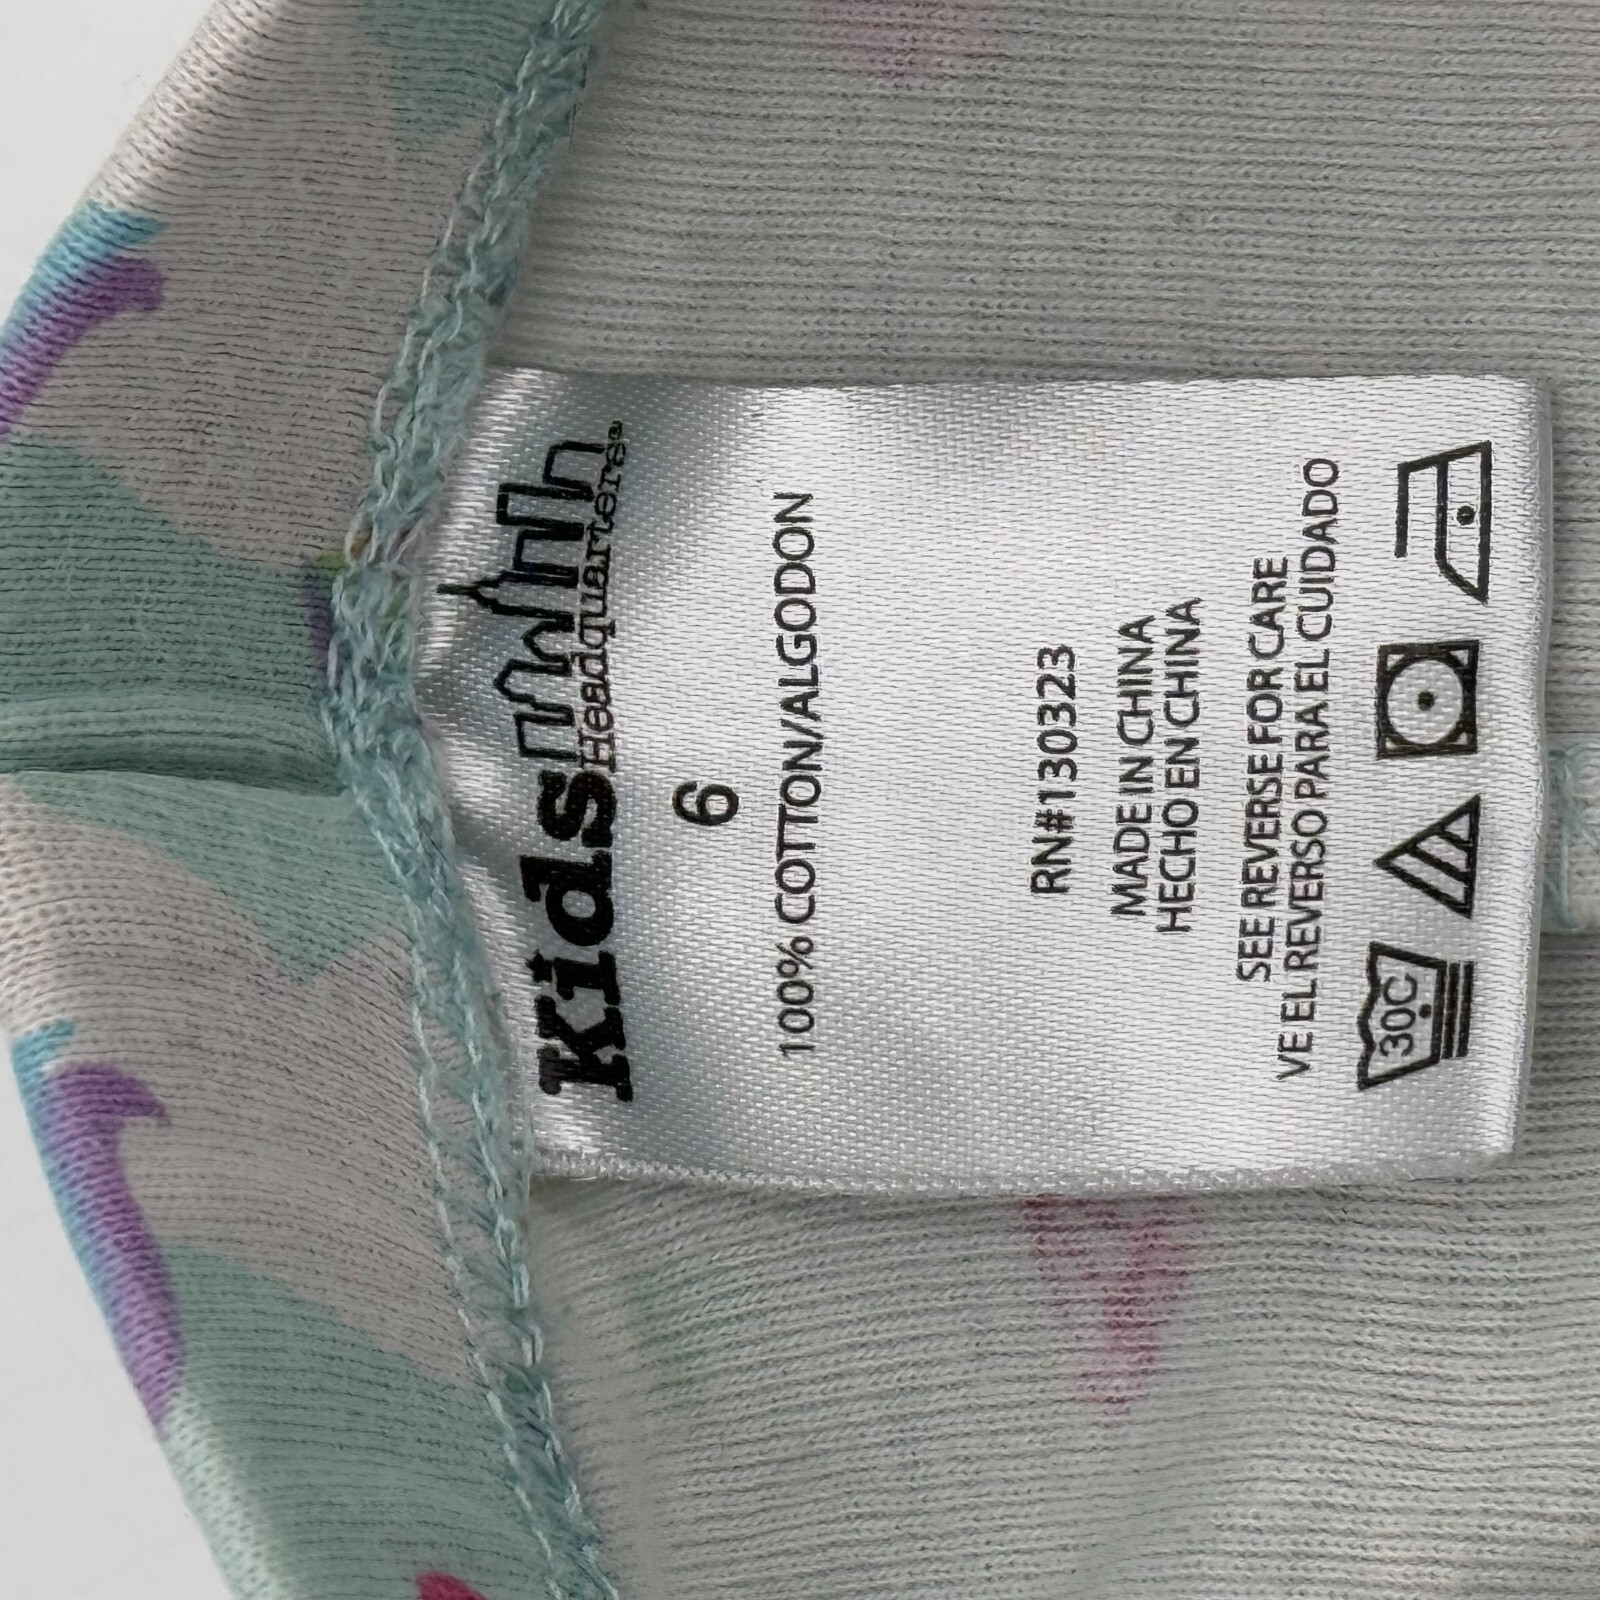 Kids
Headquarters®
6
100% COTTON/ALGODON
RN#130323
MADE IN CHINA
HECHO EN CHINA
SEE REVERSE FOR CARE
VE EL REVERSO PARA EL CUIDADO
30C